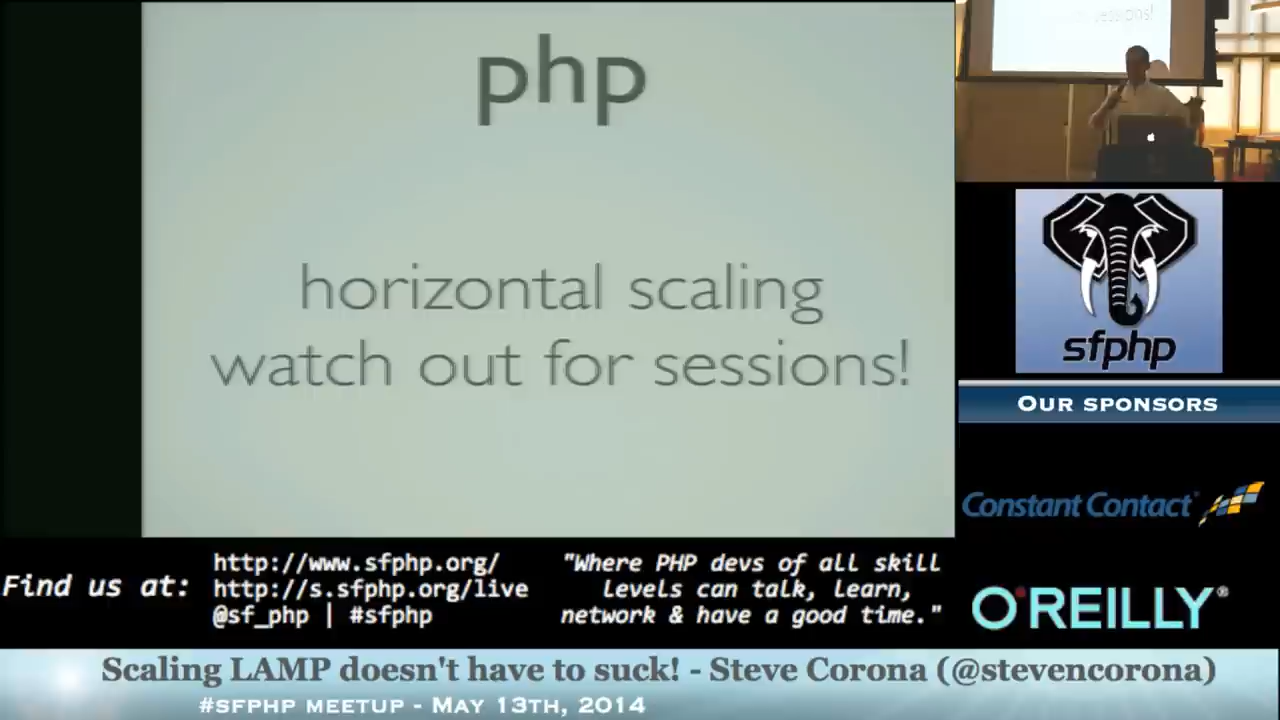 php
horizontal scaling
watch out for sessions!
sessions!
sfphp
OUR SPONSORS
Constant Contact®
O'REILLY®
Find us at:
http://www.sfphp.org/
http://s.sfphp.org/live
@sf_php | #sfphp
"Where PHP devs of all skill
Levels can talk, learn,
network & have a good time."
Scaling LAMP doesn't have to suck! - Steve Corona (@stevencorona)
#SFPHP MEETUP - MAY 13TH, 2014